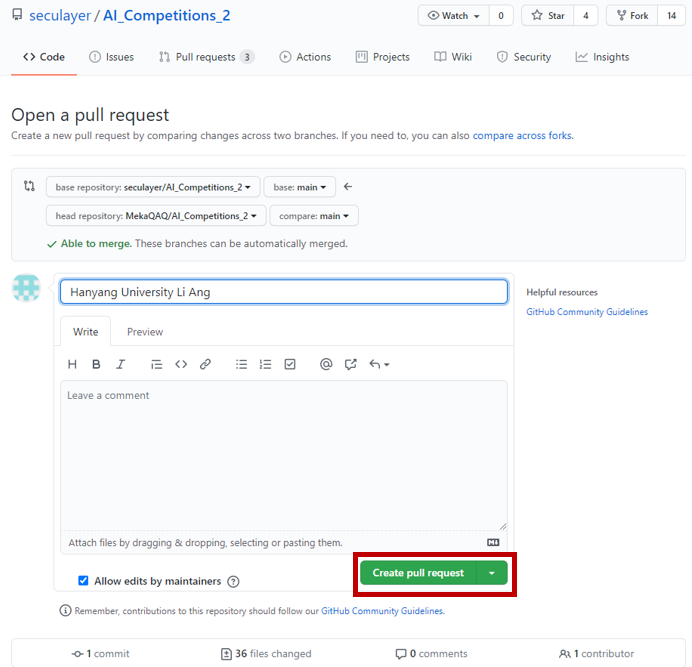 seculayer / AI_Competitions_2 Watch 0 Star 4 Fork 14
Code Issues Pull requests 3 Actions Projects Wiki Security Insights
Open a pull request
Create a new pull request by comparing changes across two branches. If you need to, you can also compare across forks.
base repository: seculayer/AI_Competitions_2 base: main
head repository: MekaQAQ/AI_Competitions_2 compare: main
Able to merge. These branches can be automatically merged.
Hanyang University Li Ang
Helpful resources
GitHub Community Guidelines
Write Preview
Leave a comment
Attach files by dragging & dropping, selecting or pasting them.
Create pull request
Allow edits by maintainers
Remember, contributions to this repository should follow our GitHub Community Guidelines.
1 commit 36 files changed 0 comments 1 contributor